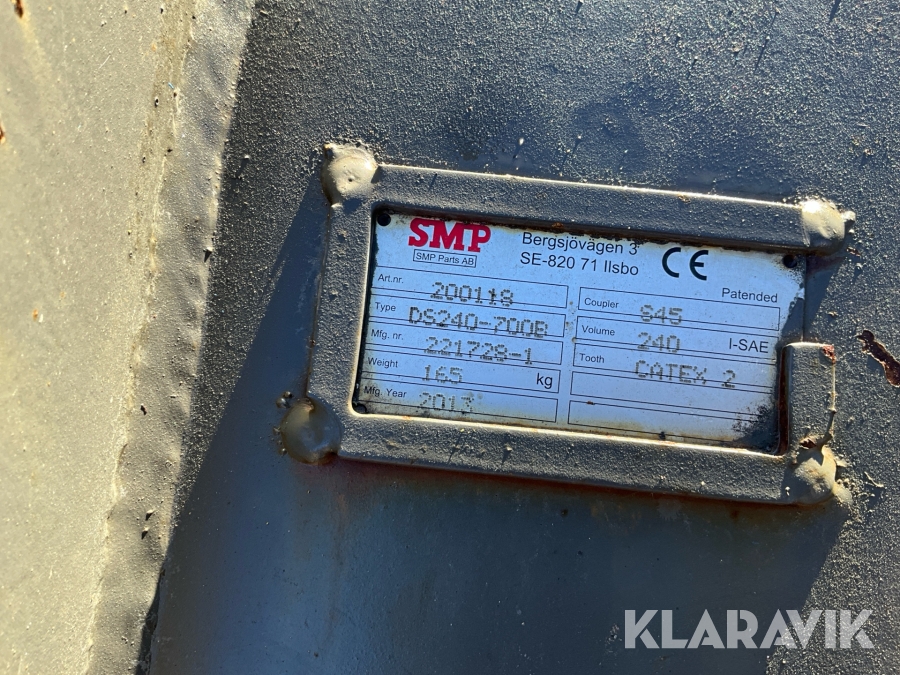 SMP
SMP Parts AB
Bergsjövägen 3
SE-820 71 Ilsbo
CE
Patented
Art.nr. 200118
Type DS240-700B
Mfg. nr. 221728-1
Weight 165 kg
Mfg. Year 2013
Coupler S45
Volume 240 I-SAE
Tooth CATEX 2
KLARAVIK